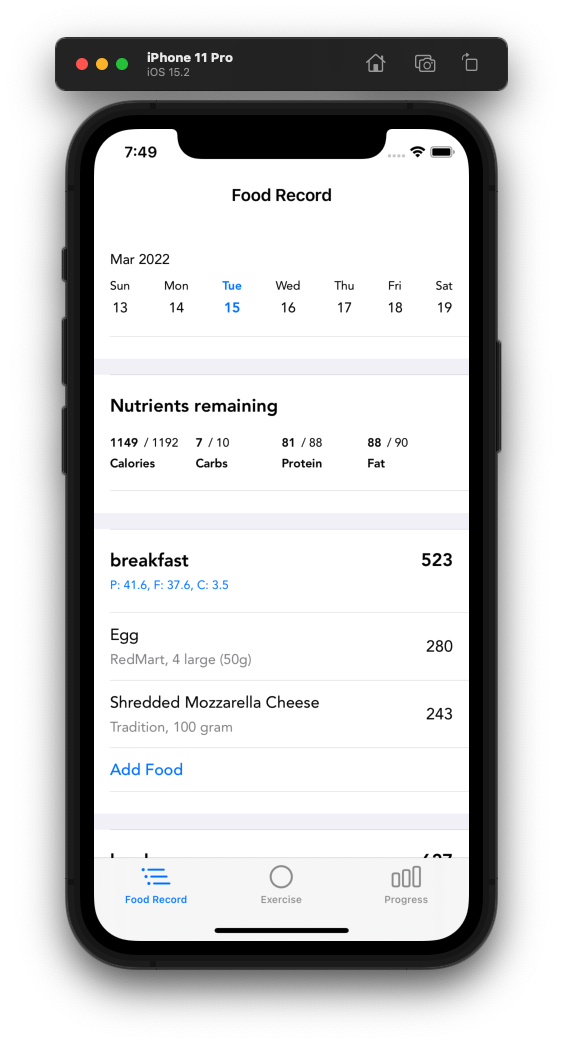 iPhone 11 Pro
iOS 15.2
7:49
Food Record
Mar 2022
Sun Mon Tue Wed Thu Fri Sat
13 14 15 16 17 18 19
Nutrients remaining
1149 / 1192 7 / 10 81 / 88 88 / 90
Calories Carbs Protein Fat
breakfast 523
P: 41.6, F: 37.6, C: 3.5
Egg 280
RedMart, 4 large (50g)
Shredded Mozzarella Cheese 243
Tradition, 100 gram
Add Food
Food Record Exercise Progress